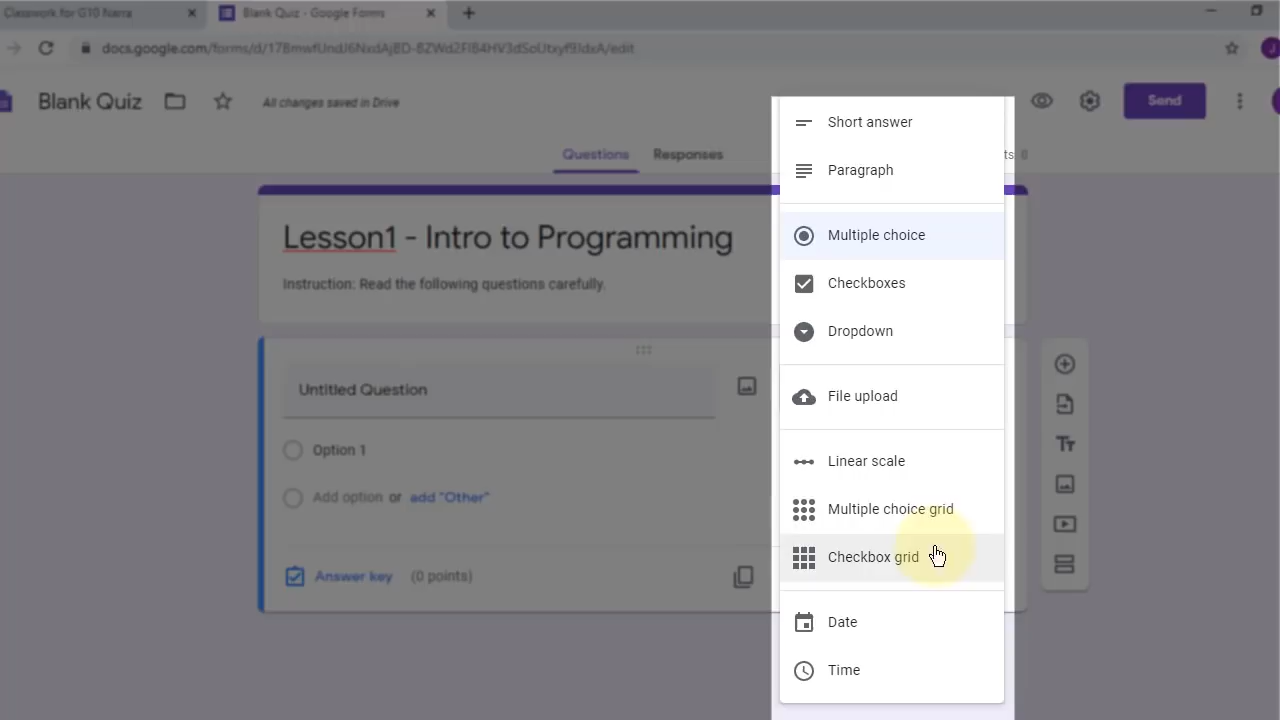 Classwork for G10 Narra
Blank Quiz - Google Forms
docs.google.com/forms/d/
/edit
Blank Quiz
All changes saved in Drive
Send
Questions
Responses
ts 0
Lesson1 - Intro to Programming
Instruction: Read the following questions carefully.
Untitled Question
Option 1
Add option or add "Other"
Answer key (0 points)
Short answer
Paragraph
Multiple choice
Checkboxes
Dropdown
File upload
Linear scale
Multiple choice grid
Checkbox grid
Date
Time